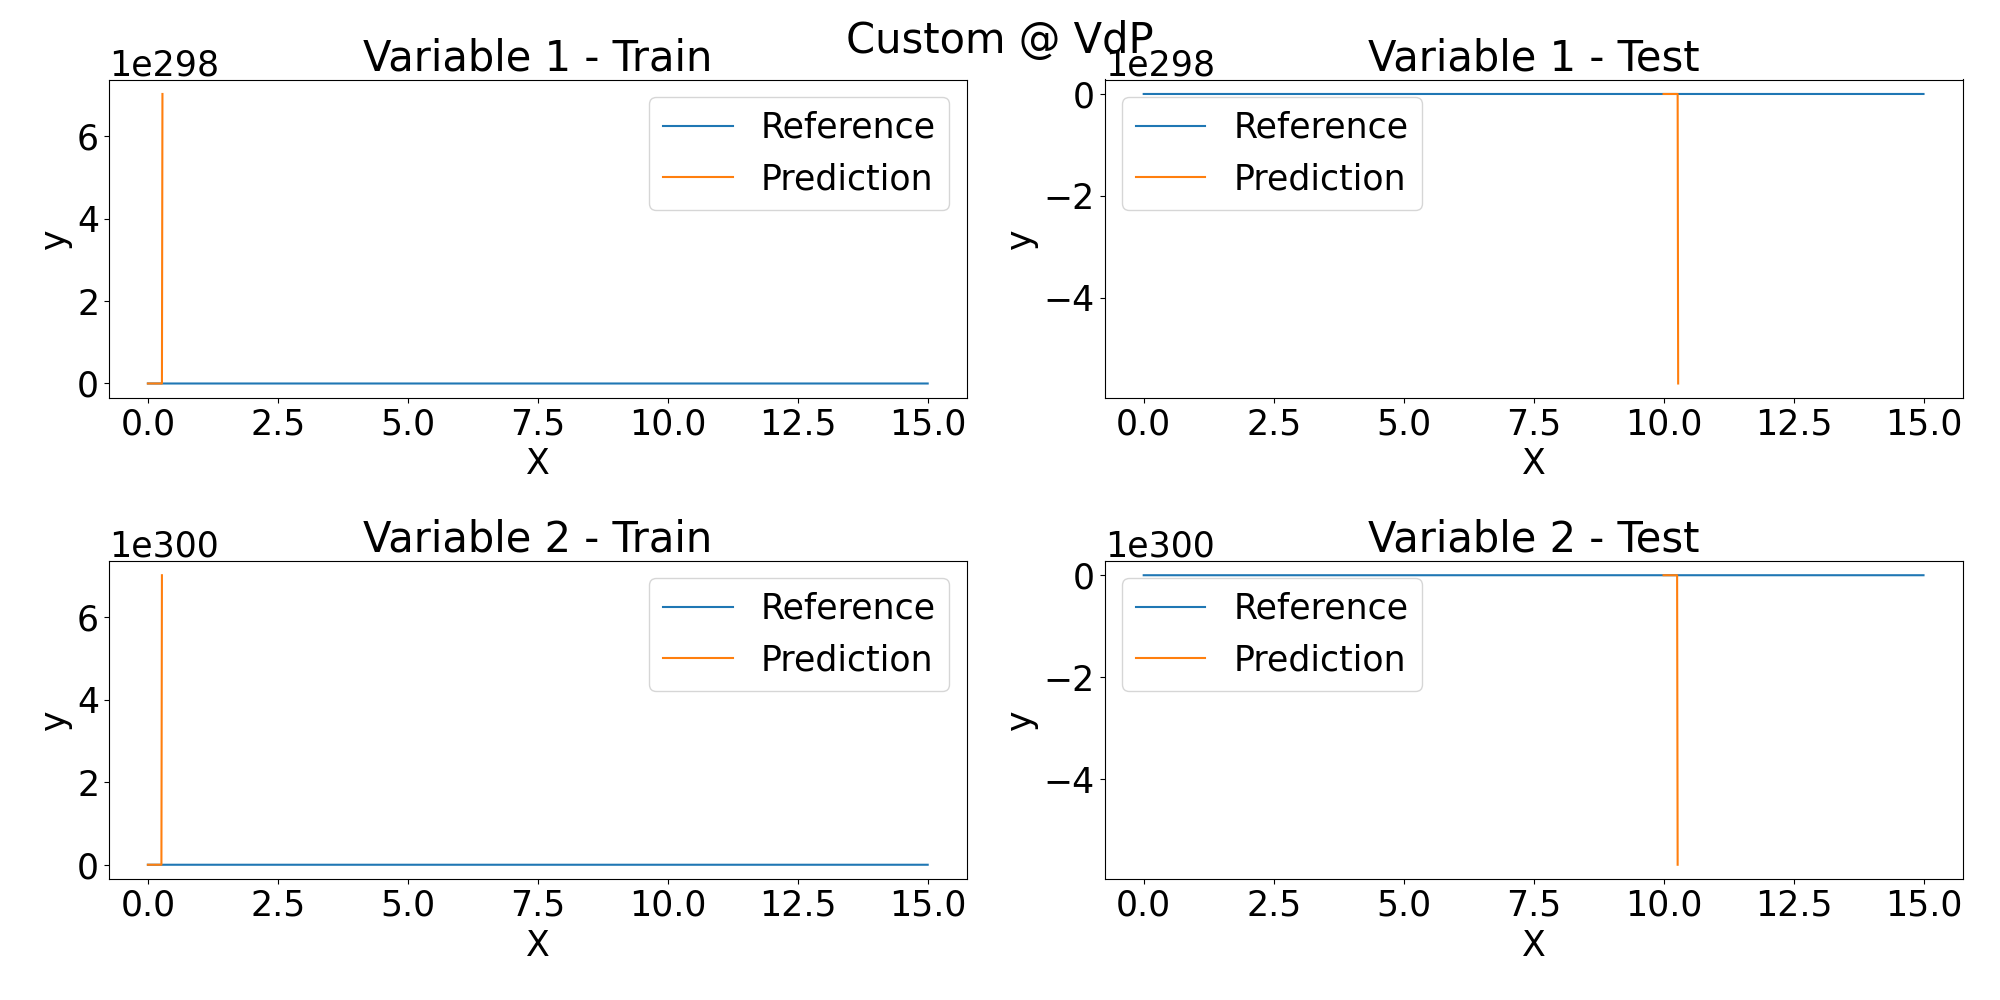 Custom @ VdP
Variable 1 - Train
1e298
6
4
2
0
y
Reference
Prediction
0.0 2.5 5.0 7.5 10.0 12.5 15.0
X
Variable 1 - Test
1e298
0
−2
−4
y
Reference
Prediction
0.0 2.5 5.0 7.5 10.0 12.5 15.0
X
Variable 2 - Train
1e300
6
4
2
0
y
Reference
Prediction
0.0 2.5 5.0 7.5 10.0 12.5 15.0
X
Variable 2 - Test
1e300
0
−2
−4
y
Reference
Prediction
0.0 2.5 5.0 7.5 10.0 12.5 15.0
X